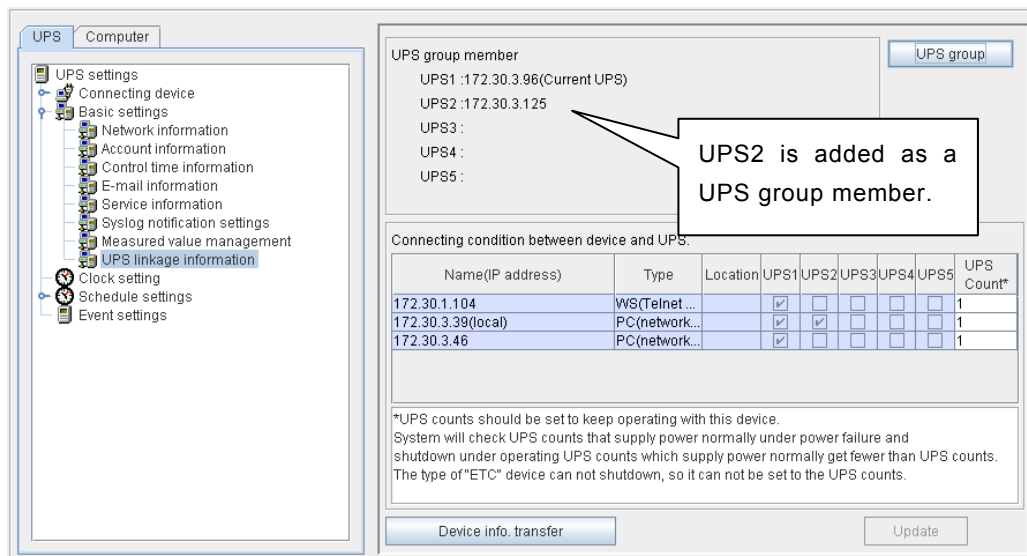 UPS
Computer
UPS settings
Connecting device
Basic settings
Network information
Account information
Control time information
E-mail information
Service information
Syslog notification settings
Measured value management
UPS linkage information
Clock setting
Schedule settings
Event settings
UPS group member
UPS group
UPS1 :172.30.3.96(Current UPS)
UPS2 :172.30.3.125
UPS3 :
UPS4 :
UPS5 :
UPS2 is added as a
UPS group member.
Connecting condition between device and UPS.
Name(IP address) Type Location UPS1 UPS2 UPS3 UPS4 UPS5 UPS Count*
172.30.1.104 WS(Telnet ... 1
172.30.3.39(local) PC(network... 1
172.30.3.46 PC(network... 1
*UPS counts should be set to keep operating with this device.
System will check UPS counts that supply power normally under power failure and
shutdown under operating UPS counts which supply power normally get fewer than UPS counts.
The type of "ETC" device can not shutdown, so it can not be set to the UPS counts.
Device info. transfer
Update